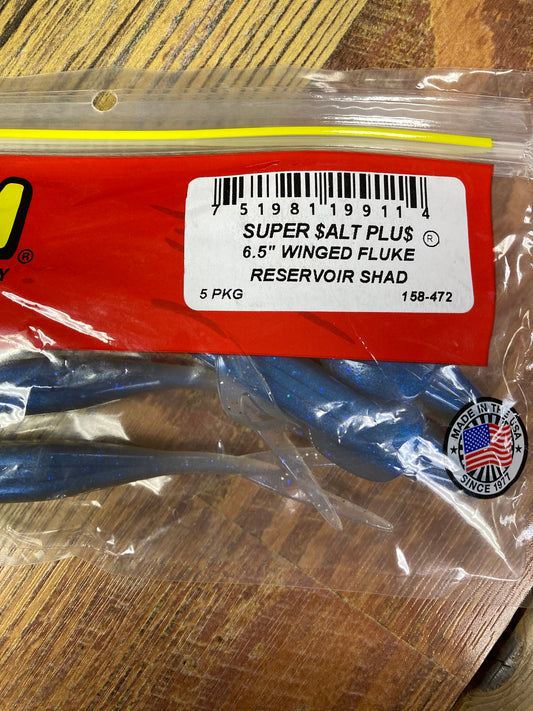 7 51981 19911 4
SUPER $ALT PLU$ ®
6.5" WINGED FLUKE
RESERVOIR SHAD
5 PKG 158-472
®
Y
MADE IN THE USA
SINCE 1977